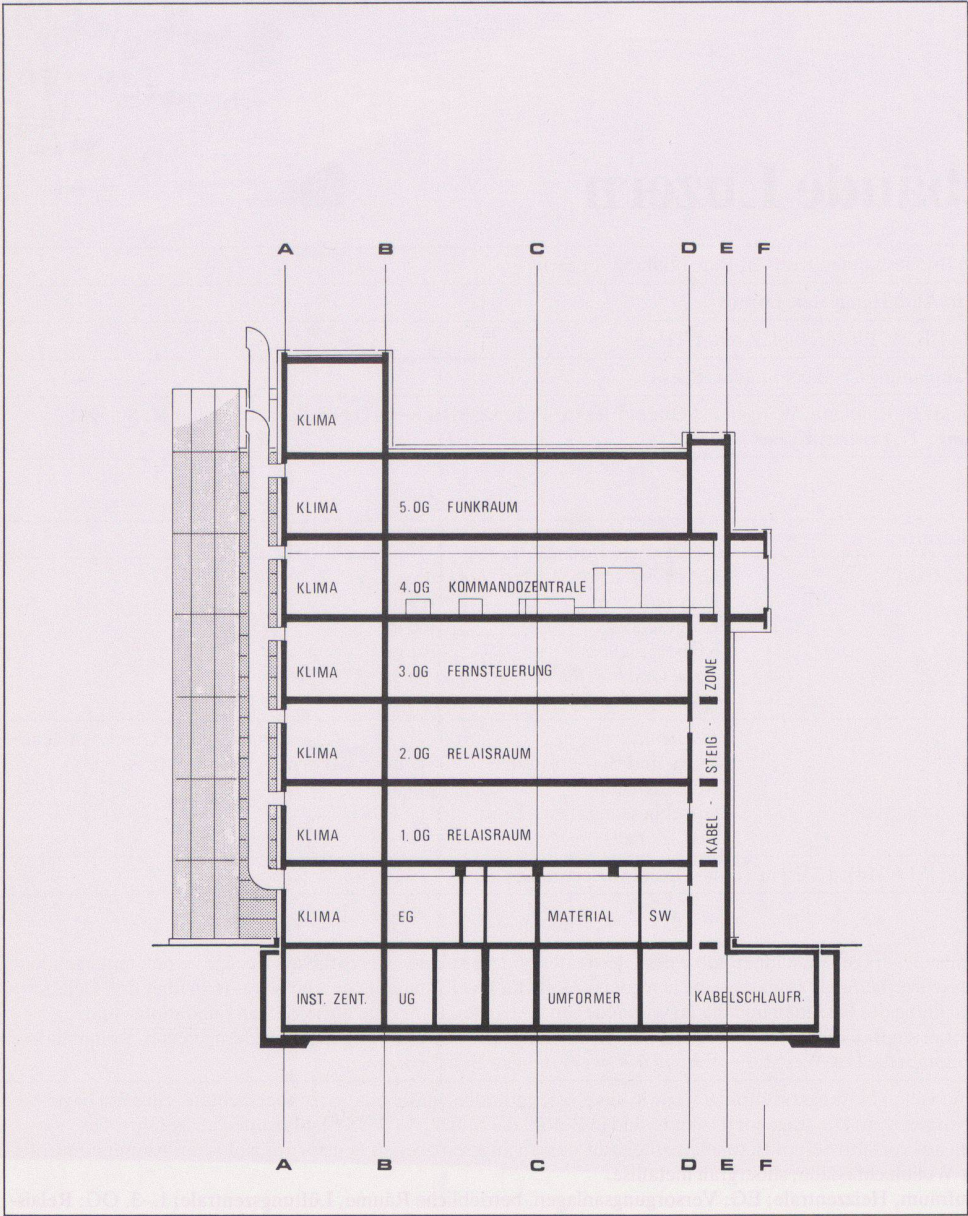 A B C D E F
KLIMA
KLIMA 5. OG FUNKRAUM
KLIMA 4. OG KOMMANDOZENTRALE
KLIMA 3. OG FERNSTEUERUNG
KLIMA 2. OG RELAISRAUM
KLIMA 1. OG RELAISRAUM
KABEL - STEIG - ZONE
KLIMA EG MATERIAL SW
INST. ZENT. UG UMFORMER KABELSCHLAUFR.
A B C D E F